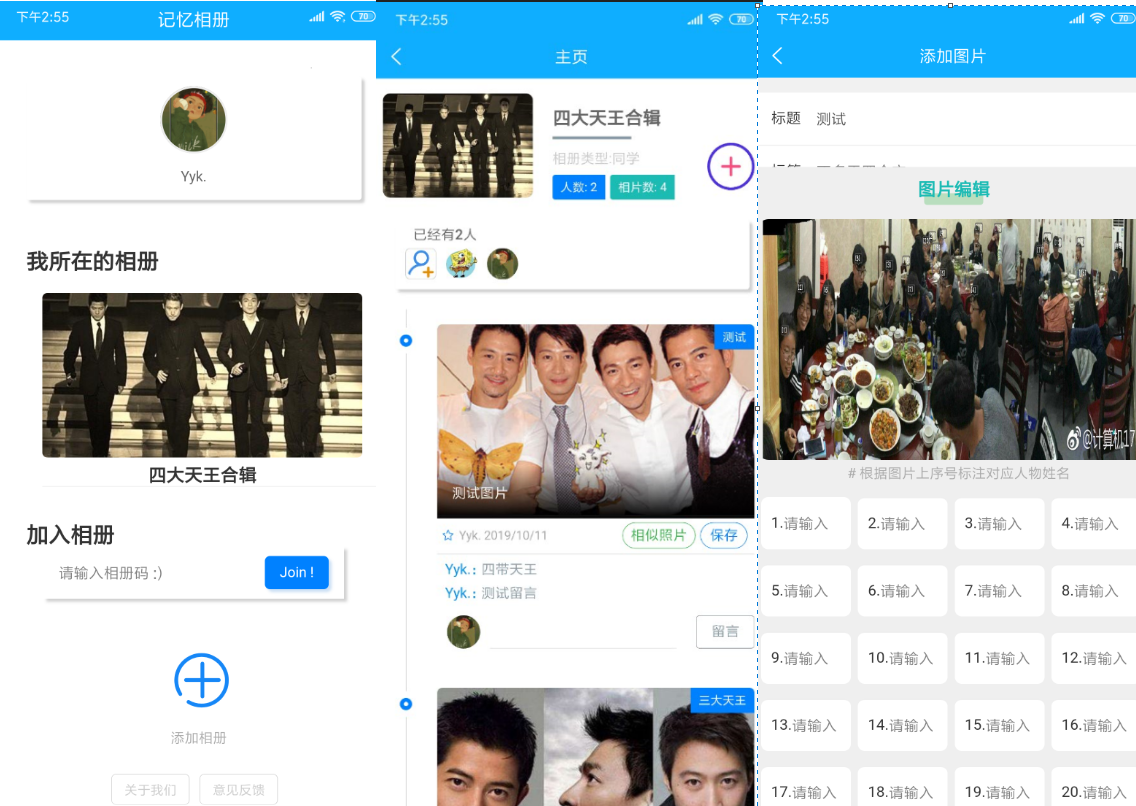 下午2:55
70
记忆相册
Yyk.
我所在的相册
四大天王合辑
加入相册
请输入相册码 :)
Join !
添加相册
关于我们
意见反馈
下午2:55
70
主页
四大天王合辑
相册类型:同学
人数: 2
相片数: 4
已经有2人
测试
测试图片
Yyk. 2019/10/11
相似照片
保存
Yyk.: 四带天王
Yyk.: 测试留言
留言
三大天王
下午2:55
70
添加图片
标题 测试
图片编辑
@计算机17
# 根据图片上序号标注对应人物姓名
1.请输入
2.请输入
3.请输入
4.请输入
5.请输入
6.请输入
7.请输入
8.请输入
9.请输入
10.请输入
11.请输入
12.请输入
13.请输入
14.请输入
15.请输入
16.请输入
17.请输入
18.请输入
19.请输入
20.请输入